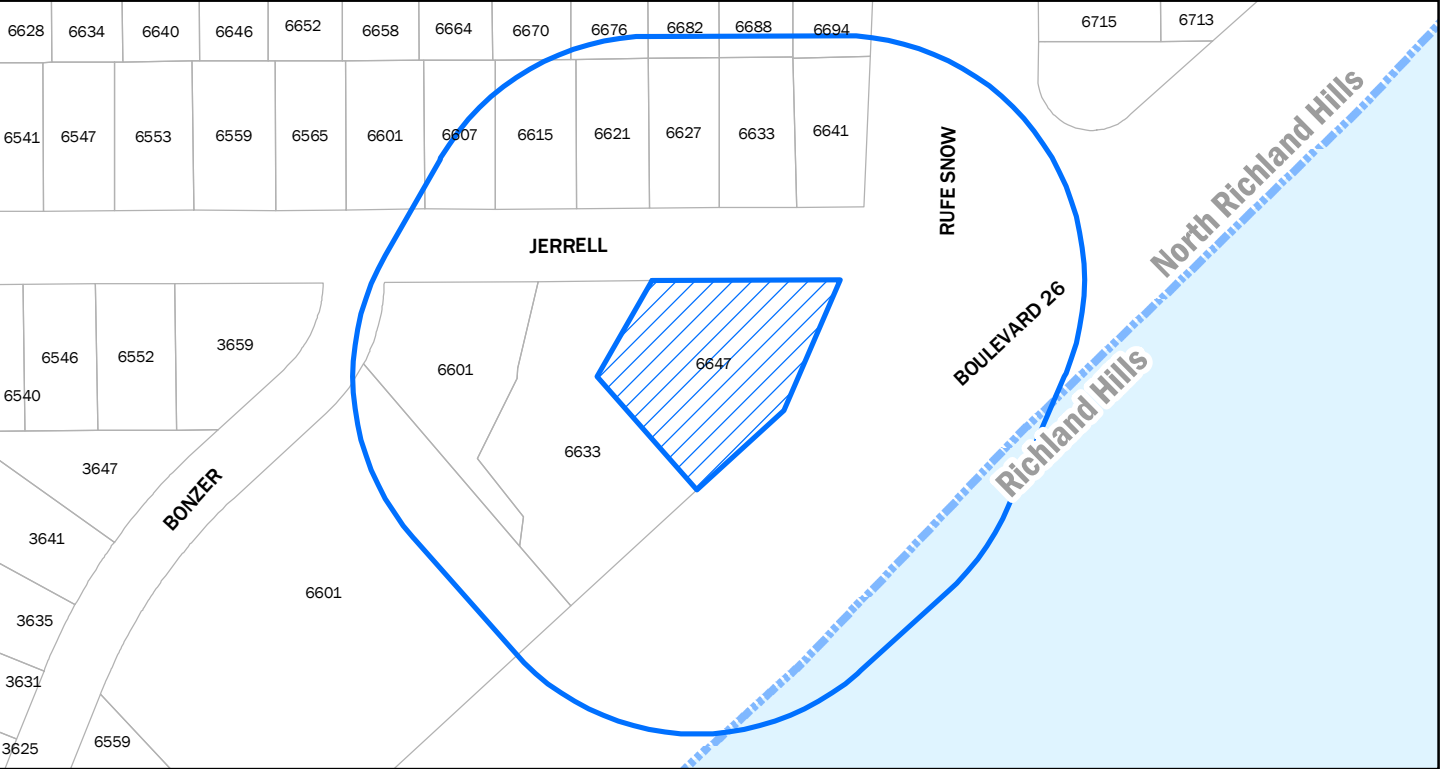 6628 6634 6640 6646 6652 6658 6664 6670 6676 6682 6688 6694 6715 6713
6541 6547 6553 6559 6565 6601 6607 6615 6621 6627 6633 6641
RUFE SNOW
North Richland Hills
JERRELL
BOULEVARD 26
6540 6546 6552 3659 6601 6647
Richland Hills
6633
3647
BONZER
3641
6601
3635
3631
3625 6559